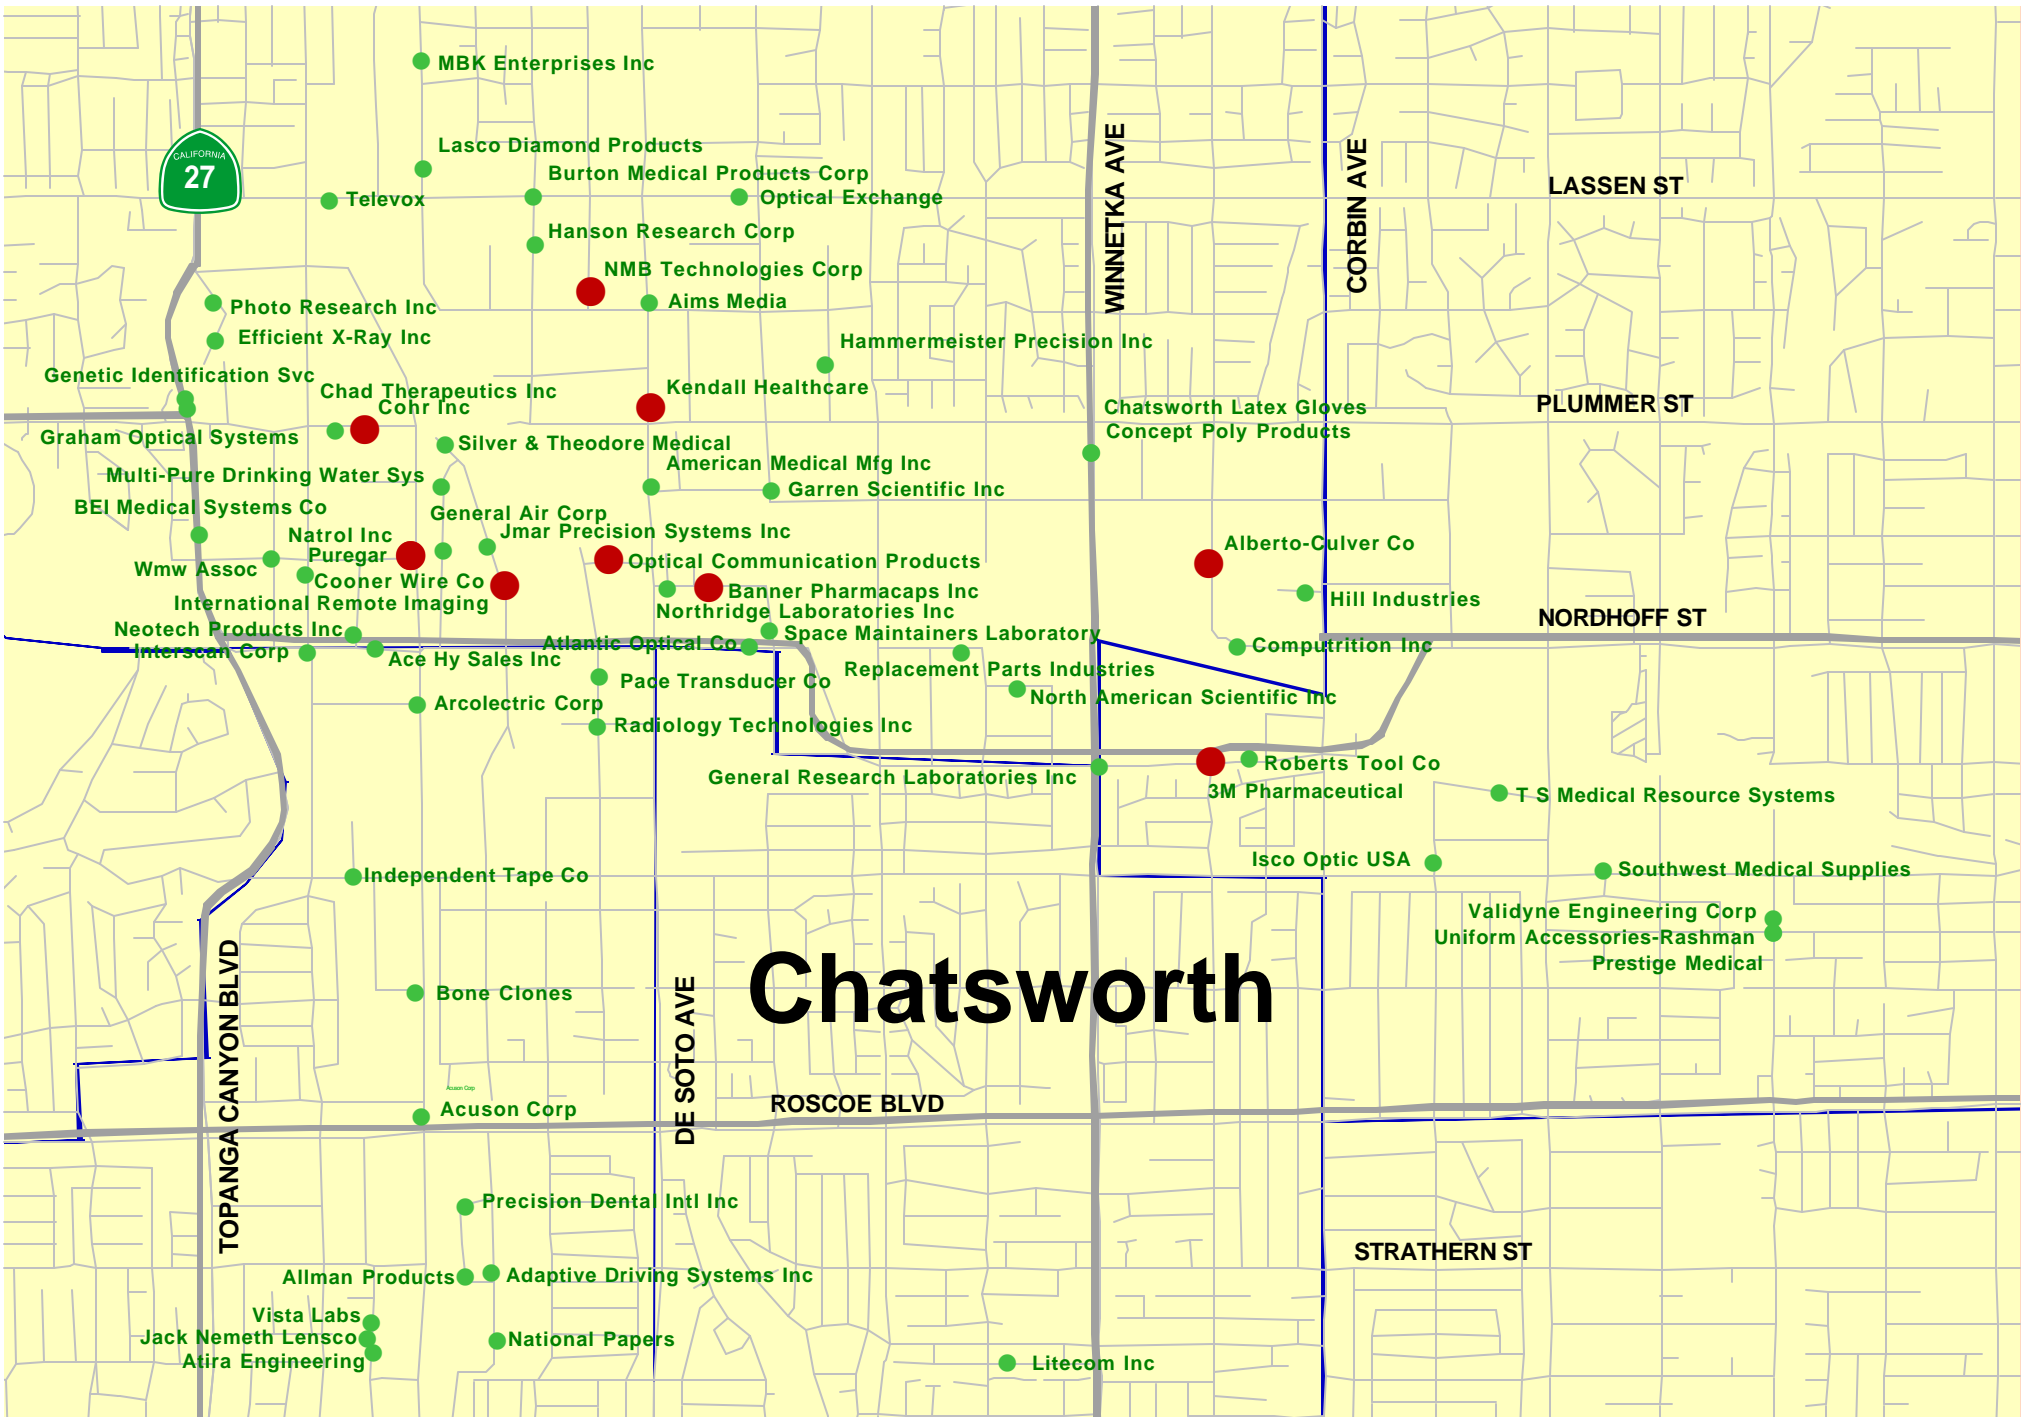 MBK Enterprises Inc
WINNETKA AVE
CORBIN AVE
Lasco Diamond Products
CALIFORNIA
27
Burton Medical Products Corp
LASSEN ST
Televox
Optical Exchange
Hanson Research Corp
NMB Technologies Corp
Photo Research Inc
Aims Media
Efficient X-Ray Inc
Hammermeister Precision Inc
Genetic Identification Svc
Chad Therapeutics Inc
Kendall Healthcare
Cohr Inc
Chatsworth Latex Gloves
PLUMMER ST
Graham Optical Systems
Concept Poly Products
Silver & Theodore Medical
American Medical Mfg Inc
Multi-Pure Drinking Water Sys
Garren Scientific Inc
BEI Medical Systems Co
General Air Corp
Natrol Inc
Jmar Precision Systems Inc
Alberto-Culver Co
Puregar
Optical Communication Products
Wmw Assoc
Cooner Wire Co
Banner Pharmacaps Inc
Hill Industries
International Remote Imaging
Northridge Laboratories Inc
NORDHOFF ST
Neotech Products Inc
Space Maintainers Laboratory
Interscan Corp
Atlantic Optical Co
Computrition Inc
Ace Hy Sales Inc
Replacement Parts Industries
Pace Transducer Co
North American Scientific Inc
Arcolectric Corp
Radiology Technologies Inc
Roberts Tool Co
General Research Laboratories Inc
3M Pharmaceutical
T S Medical Resource Systems
Isco Optic USA
Independent Tape Co
Southwest Medical Supplies
Validyne Engineering Corp
Uniform Accessories-Rashman
Prestige Medical
TOPANGA CANYON BLVD
DE SOTO AVE
Chatsworth
Bone Clones
Acuson Corp
Acuson Corp
ROSCOE BLVD
Precision Dental Intl Inc
STRATHERN ST
Allman Products
Adaptive Driving Systems Inc
Vista Labs
Jack Nemeth Lensco
National Papers
Atira Engineering
Litecom Inc